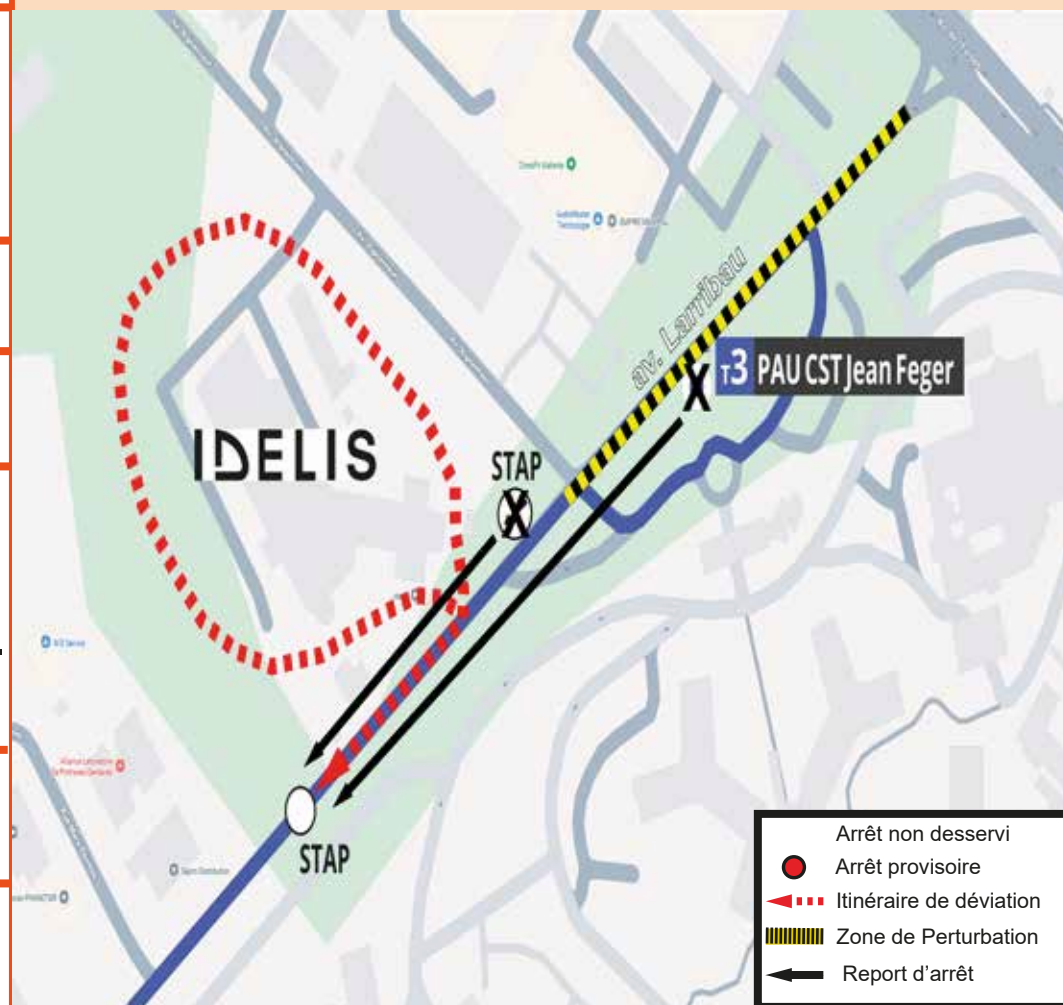 av. Larribau
T3 PAU CST Jean Feger
IDELIS
STAP
STAP
Arrêt non desservi
Arrêt provisoire
Itinéraire de déviation
Zone de Perturbation
Report d’arrêt